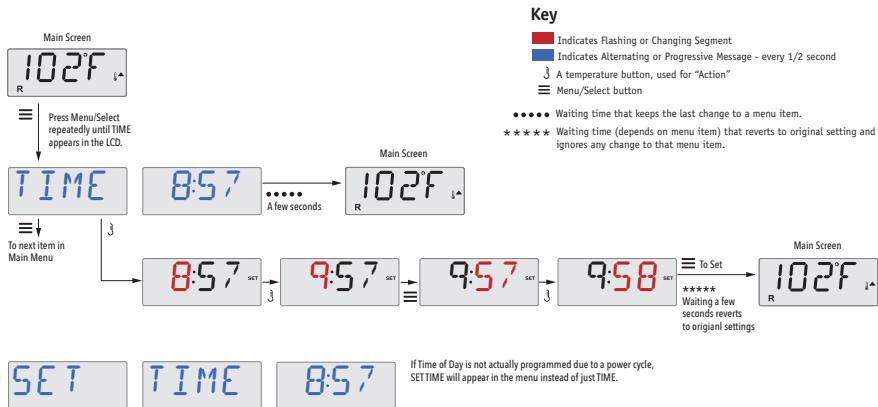 Key
Indicates Flashing or Changing Segment
Indicates Alternating or Progressive Message - every 1/2 second
A temperature button, used for "Action"
Menu/Select button
Waiting time that keeps the last change to a menu item.
***** Waiting time (depends on menu item) that reverts to original setting and
ignores any change to that menu item.
Main Screen
102°F
R
Press Menu/Select
repeatedly until TIME
appears in the LCD.
TIME
8:57
A few seconds
Main Screen
102°F
R
To next item in
Main Menu
8:57 SET
9:57 SET
9:57 SET
9:58 SET
To Set
*****
Waiting a few
seconds reverts
to origianl settings
Main Screen
102°F
R
SET
TIME
8:57
If Time of Day is not actually programmed due to a power cycle,
SET TIME will appear in the menu instead of just TIME.